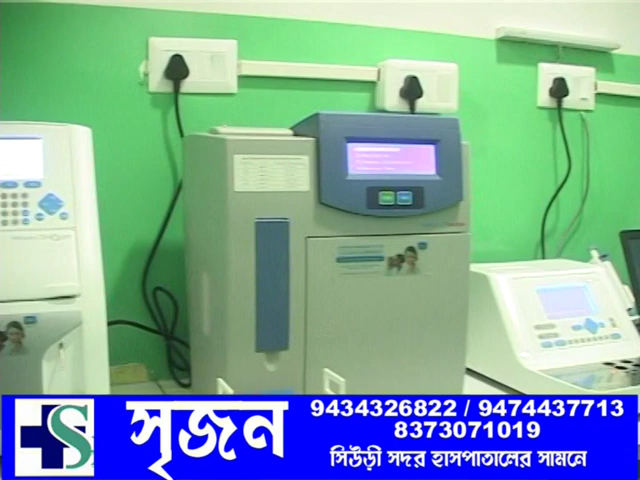 S
সৃজন
9434326822 / 9474437713
8373071019
সিউড়ী সদর হাসপাতালের সামনে